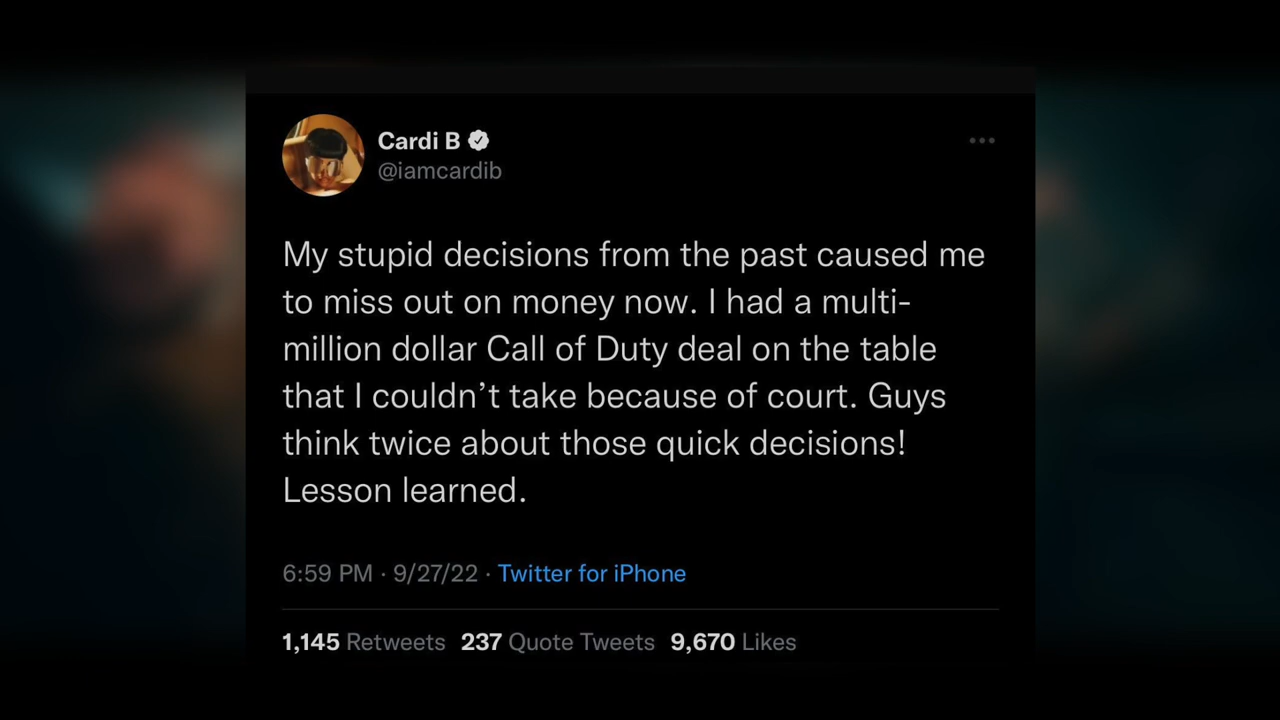 Cardi B
@iamcardib
My stupid decisions from the past caused me
to miss out on money now. I had a multi-
million dollar Call of Duty deal on the table
that I couldn’t take because of court. Guys
think twice about those quick decisions!
Lesson learned.
6:59 PM · 9/27/22 · Twitter for iPhone
1,145 Retweets 237 Quote Tweets 9,670 Likes